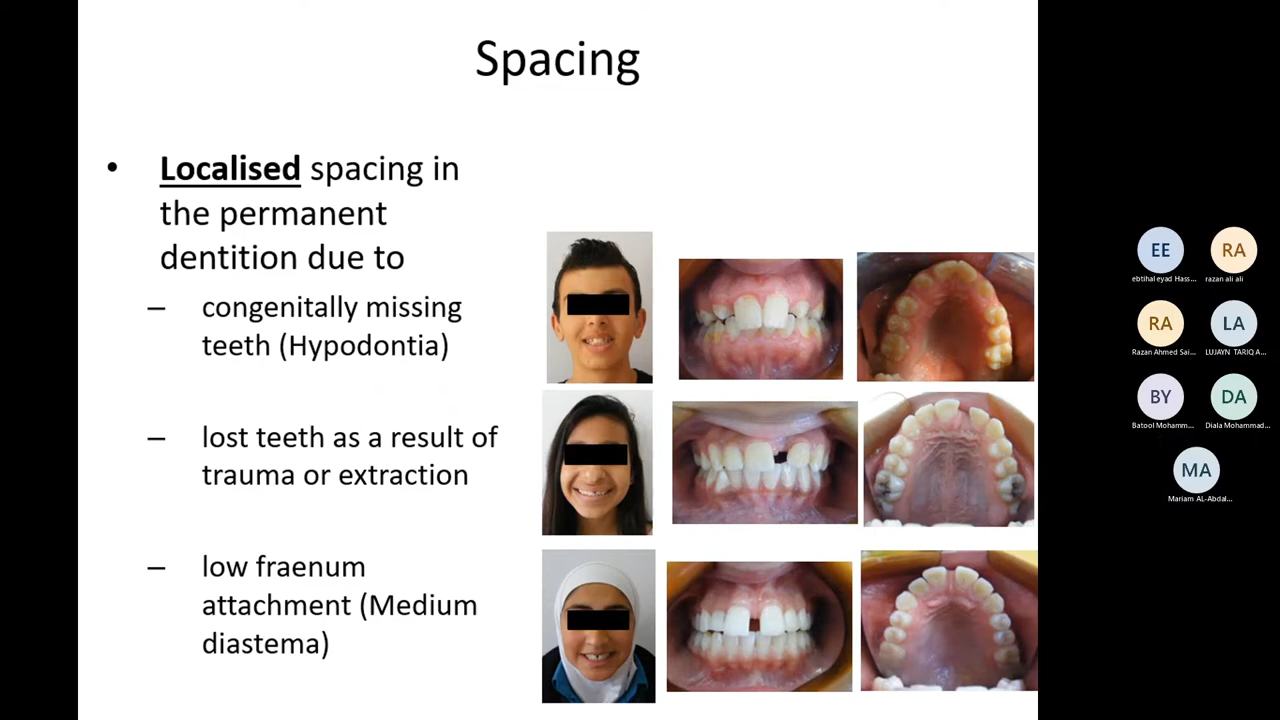 Spacing
• Localised spacing in
the permanent
dentition due to
– congenitally missing
teeth (Hypodontia)
– lost teeth as a result of
trauma or extraction
– low fraenum
attachment (Medium
diastema)
EE
ebtihal eyad Hass...
RA
razan ali ali
RA
Razan Ahmed Sai...
LA
LUJAYN TARIQ A...
BY
Batool Mohamm...
DA
Diala Mohammad...
MA
Mariam AL-Abdal...